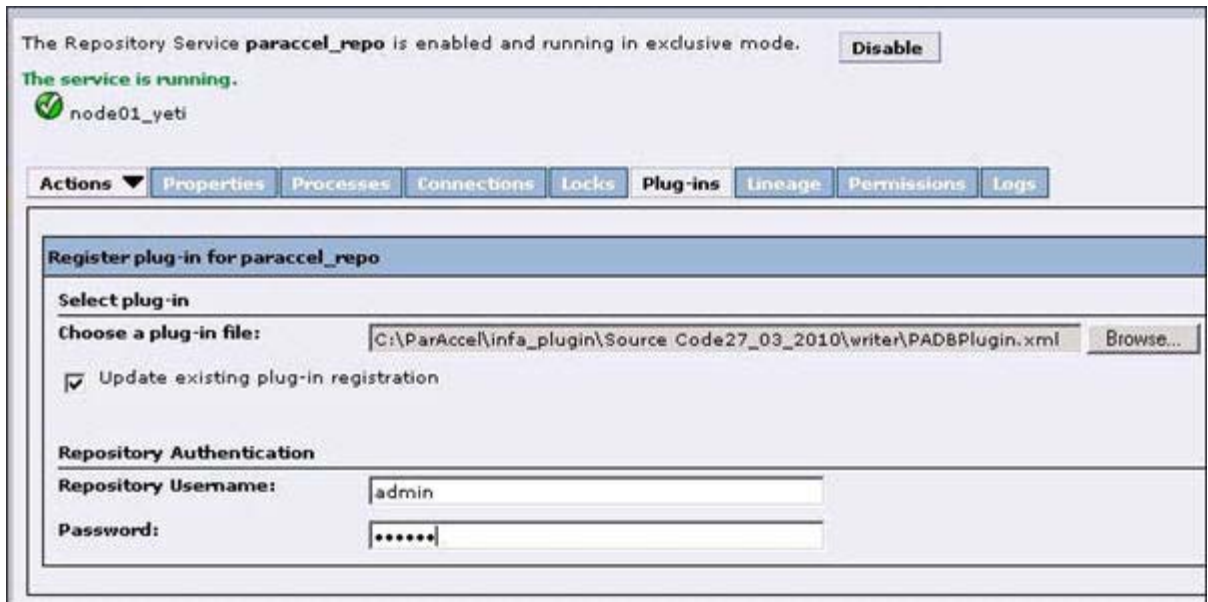 The Repository Service paraccel_repo is enabled and running in exclusive mode. Disable
The service is running.
node01_yeti
Actions Properties Processes Connections Locks Plug-ins Lineage Permissions Logs
Register plug-in for paraccel_repo
Select plug-in
Choose a plug-in file: C:\ParAccel\infa_plugin\Source Code27_03_2010\writer\PADBPlugin.xml Browse...
Update existing plug-in registration
Repository Authentication
Repository Username: admin
Password: ••••••